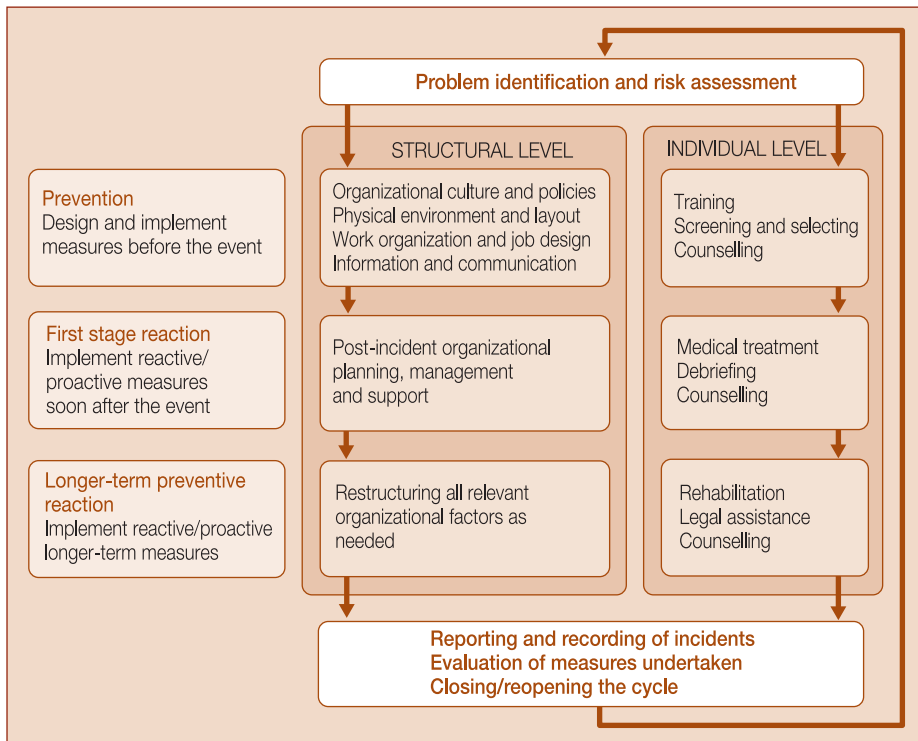 Problem identification and risk assessment
STRUCTURAL LEVEL
INDIVIDUAL LEVEL
Prevention
Design and implement
measures before the event
Organizational culture and policies
Physical environment and layout
Work organization and job design
Information and communication
Training
Screening and selecting
Counselling
First stage reaction
Implement reactive/
proactive measures
soon after the event
Post-incident organizational
planning, management
and support
Medical treatment
Debriefing
Counselling
Longer-term preventive
reaction
Implement reactive/proactive
longer-term measures
Restructuring all relevant
organizational factors as
needed
Rehabilitation
Legal assistance
Counselling
Reporting and recording of incidents
Evaluation of measures undertaken
Closing/reopening the cycle